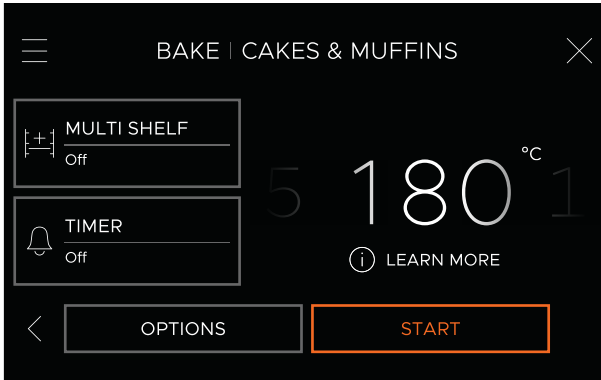 BAKE | CAKES & MUFFINS
MULTI SHELF
Off
5 180 °C 1
TIMER
Off
LEARN MORE
OPTIONS
START